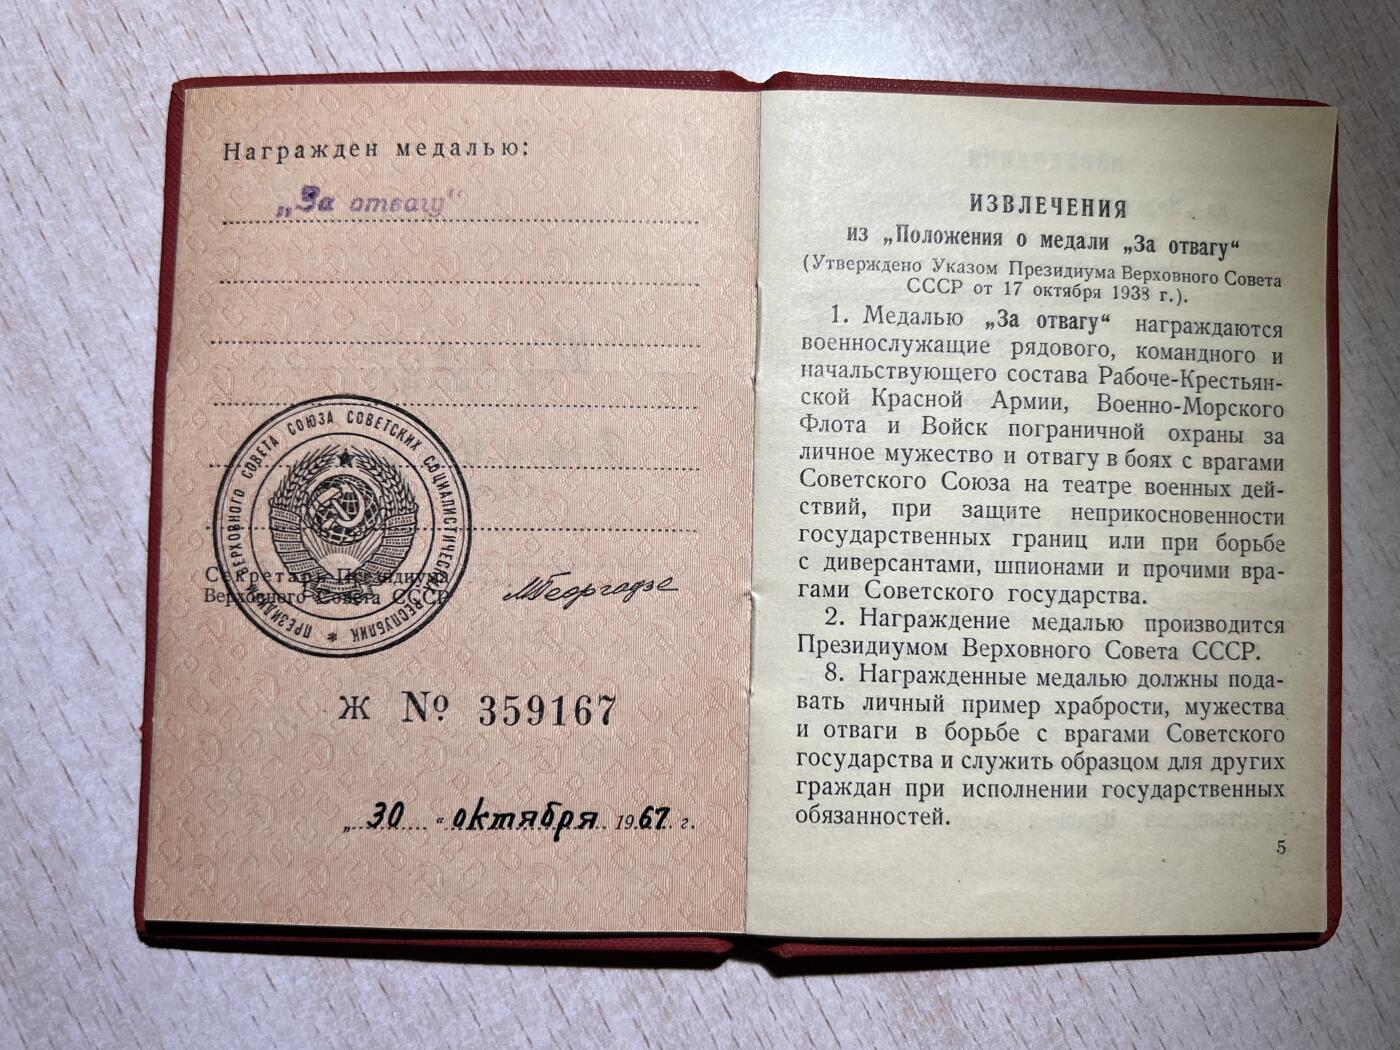 Награжден медалью:
„За отвагу“
ПРЕЗИДИУМ ВЕРХОВНОГО СОВЕТА СОЮЗА СОВЕТСКИХ СОЦИАЛИСТИЧЕСКИХ РЕСПУБЛИК *
Секретарь Президиума
Верховного Совета СССР
МГеоргадзе
Ж № 359167
„30“ октября 1967 г.
ИЗВЛЕЧЕНИЯ
из „Положения о медали „За отвагу“
(Утверждено Указом Президиума Верховного Совета
СССР от 17 октября 1938 г.).
1. Медалью „За отвагу“ награждаются
военнослужащие рядового, командного и
начальствующего состава Рабоче-Крестьян-
ской Красной Армии, Военно-Морского
Флота и Войск пограничной охраны за
личное мужество и отвагу в боях с врагами
Советского Союза на театре военных дей-
ствий, при защите неприкосновенности
государственных границ или при борьбе
с диверсантами, шпионами и прочими вра-
гами Советского государства.
2. Награждение медалью производится
Президиумом Верховного Совета СССР.
8. Награжденные медалью должны пода-
вать личный пример храбрости, мужества
и отваги в борьбе с врагами Советского
государства и служить образцом для других
граждан при исполнении государственных
обязанностей.
5